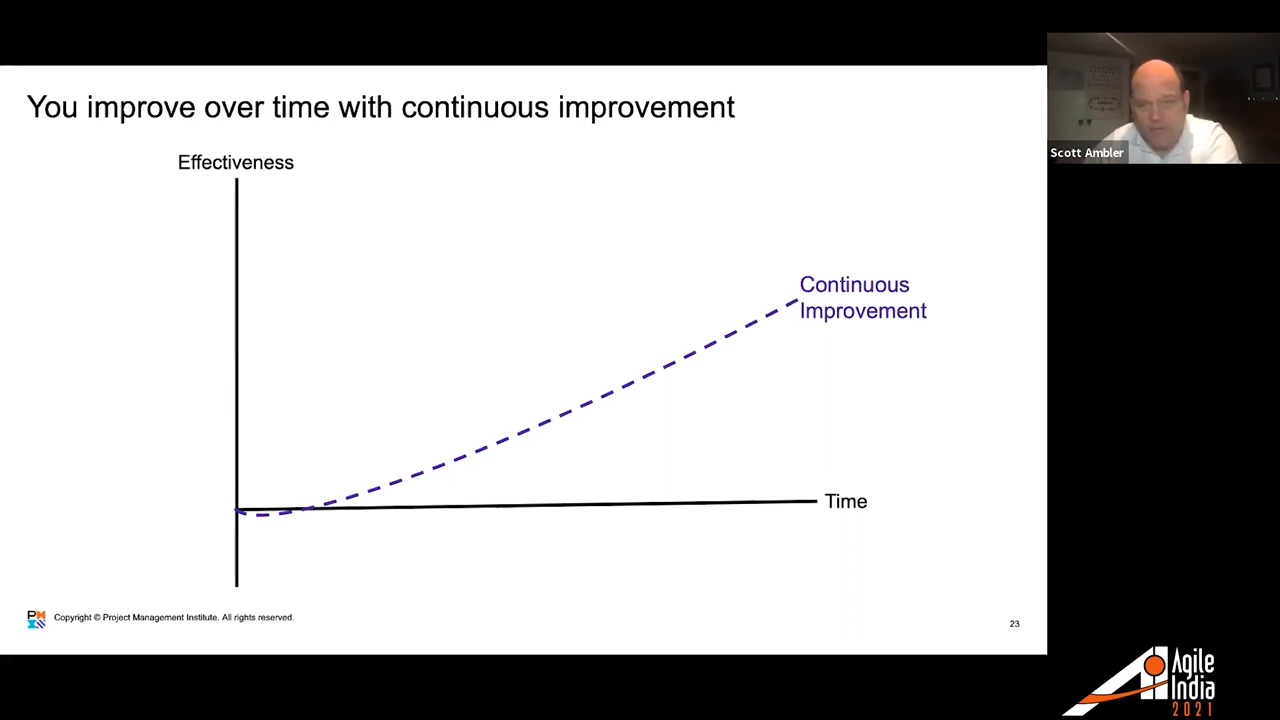 You improve over time with continuous improvement
Effectiveness
Continuous
Improvement
Time
Copyright © Project Management Institute. All rights reserved.
23
Scott Ambler
Agile
India
2021